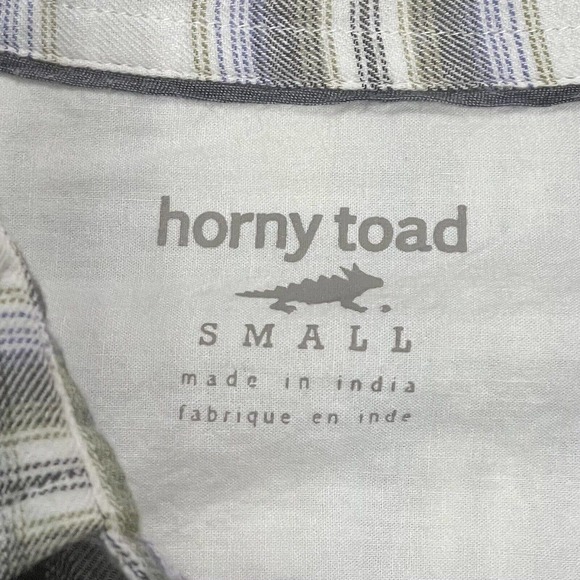 horny toad
SMALL
made in india
fabrique en inde